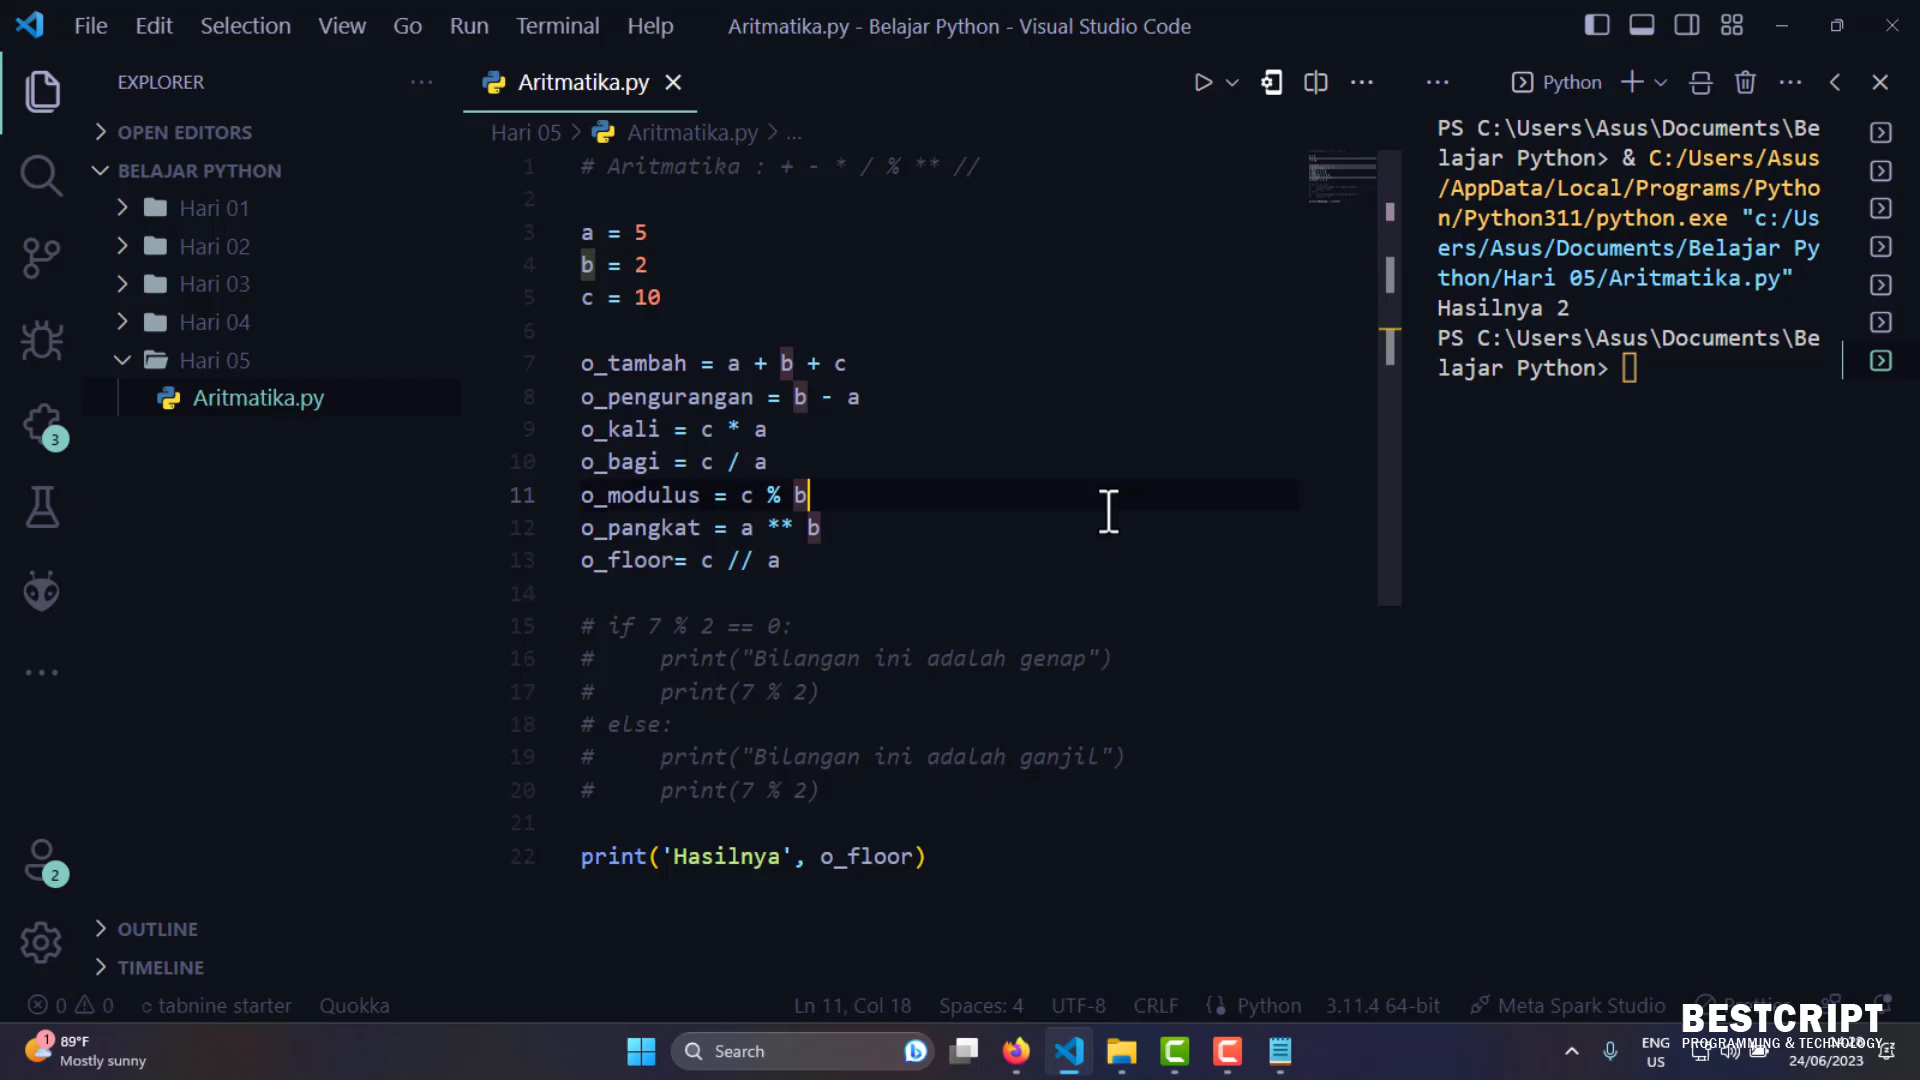 File Edit Selection View Go Run Terminal Help
Aritmatika.py - Belajar Python - Visual Studio Code
EXPLORER
OPEN EDITORS
BELAJAR PYTHON
Hari 01
Hari 02
Hari 03
Hari 04
Hari 05
Aritmatika.py
3
2
OUTLINE
TIMELINE
Aritmatika.py
Hari 05 > Aritmatika.py > ...
1 # Aritmatika : + - * / % ** //
2
3 a = 5
4 b = 2
5 c = 10
6
7 o_tambah = a + b + c
8 o_pengurangan = b - a
9 o_kali = c * a
10 o_bagi = c / a
11 o_modulus = c % b
12 o_pangkat = a ** b
13 o_floor= c // a
14
15 # if 7 % 2 == 0:
16 #     print("Bilangan ini adalah genap")
17 #     print(7 % 2)
18 # else:
19 #     print("Bilangan ini adalah ganjil")
20 #     print(7 % 2)
21
22 print('Hasilnya', o_floor)
Python
PS C:\Users\Asus\Documents\Be
lajar Python> & C:/Users/Asus
/AppData/Local/Programs/Pytho
n/Python311/python.exe "c:/Us
ers/Asus/Documents/Belajar Py
thon/Hari 05/Aritmatika.py"
Hasilnya 2
PS C:\Users\Asus\Documents\Be
lajar Python>
0 0 tabnine starter Quokka
Ln 11, Col 18 Spaces: 4 UTF-8 CRLF Python 3.11.4 64-bit Meta Spark Studio
BESTCRIPT
PROGRAMMING & TECHNOLOGY
1
89°F
Mostly sunny
Search
ENG
US
24/06/2023